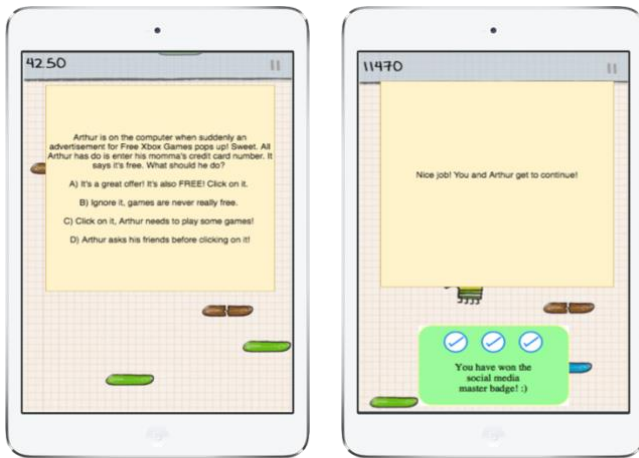 42.50
Arthur is on the computer when suddenly an
advertisement for Free Xbox Games pops up! Sweet. All
Arthur has do is enter his momma's credit card number. It
says it's free. What should he do?
A) It's a great offer! It's also FREE! Click on it.
B) Ignore it, games are never really free.
C) Click on it, Arthur needs to play some games!
D) Arthur asks his friends before clicking on it!
11470
Nice job! You and Arthur get to continue!
You have won the
social media
master badge! :)